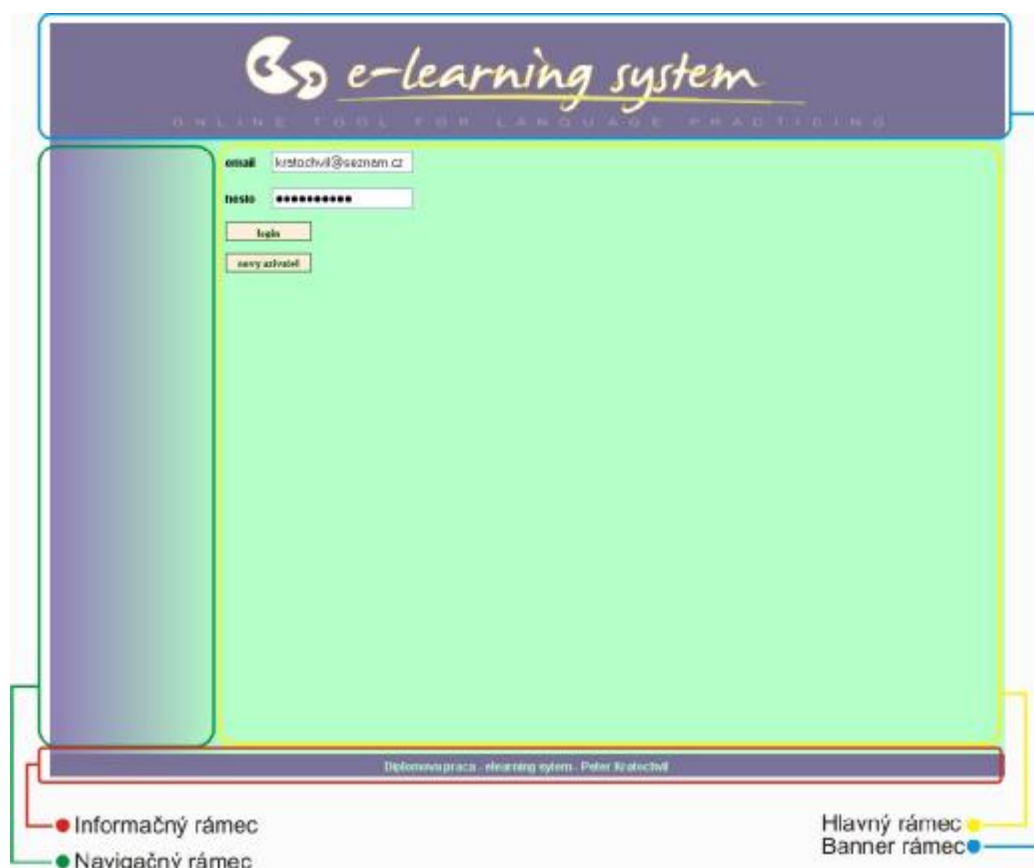 e-learning system
ONLINE TOOL FOR LANGUAGE PRACTICING
email kratochvil@seznam.cz
heslo ●●●●●●●●●●
login
novy uzivatel
Diplomova praca - elearning sytem - Peter Kratochvil
Informačný rámec
Hlavný rámec
Banner rámec
Navigačný rámec